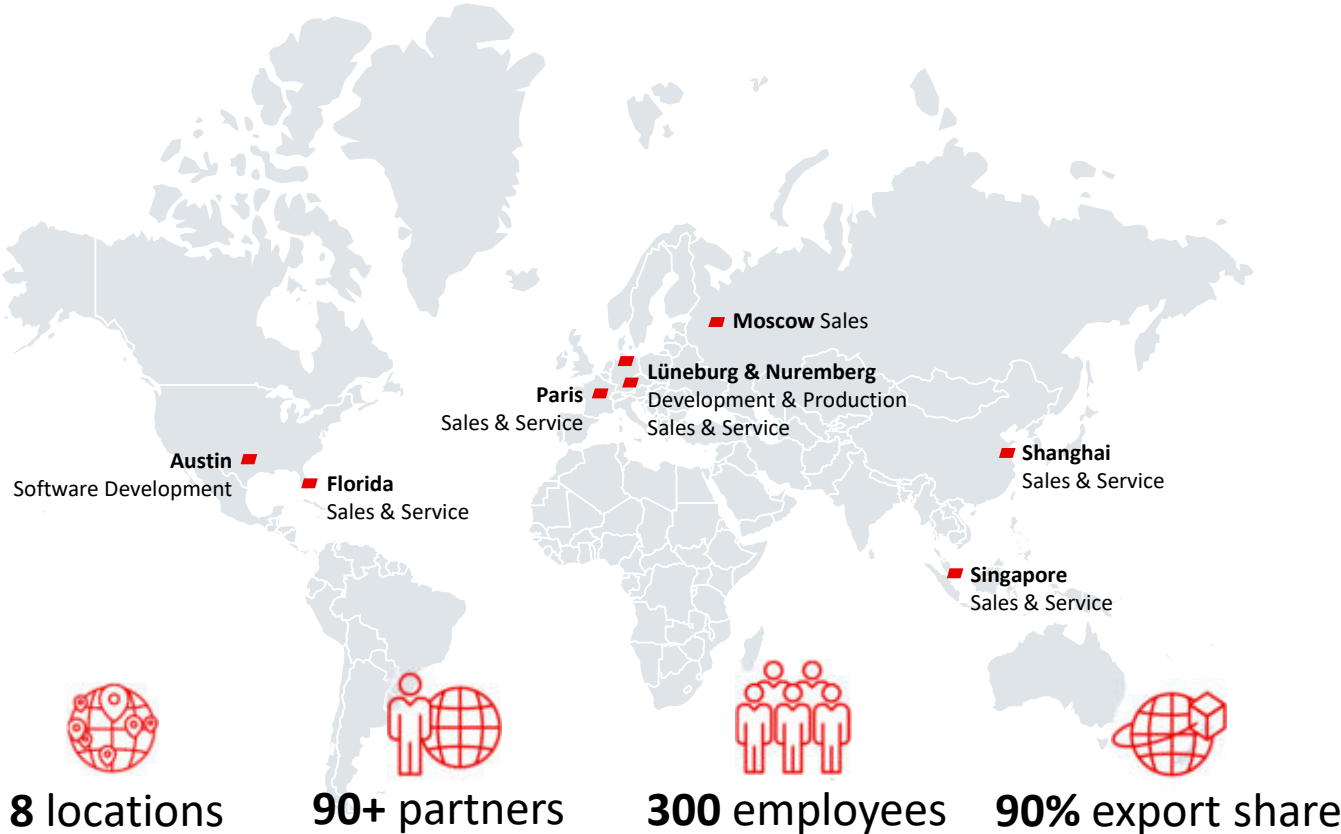 Moscow Sales
Lüneburg & Nuremberg
Development & Production
Sales & Service
Paris
Sales & Service
Austin
Software Development
Florida
Sales & Service
Shanghai
Sales & Service
Singapore
Sales & Service
8 locations
90+ partners
300 employees
90% export share